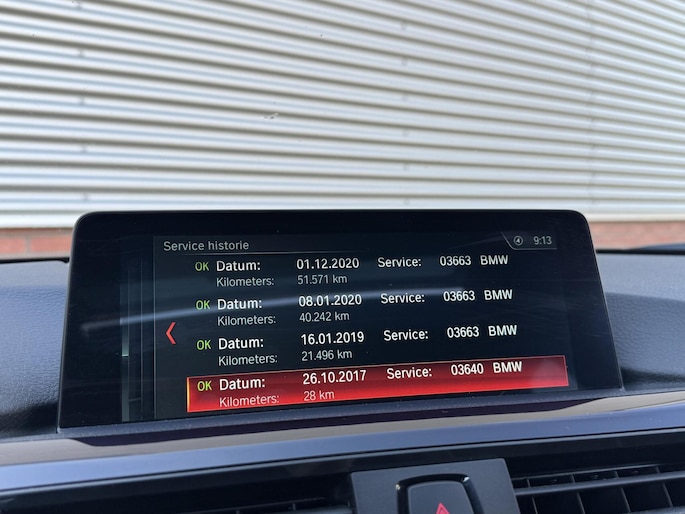 Service historie 9:13
OK Datum: 01.12.2020 Service: 03663 BMW
Kilometers: 51.571 km
OK Datum: 08.01.2020 Service: 03663 BMW
Kilometers: 40.242 km
OK Datum: 16.01.2019 Service: 03663 BMW
Kilometers: 21.496 km
OK Datum: 26.10.2017 Service: 03640 BMW
Kilometers: 28 km